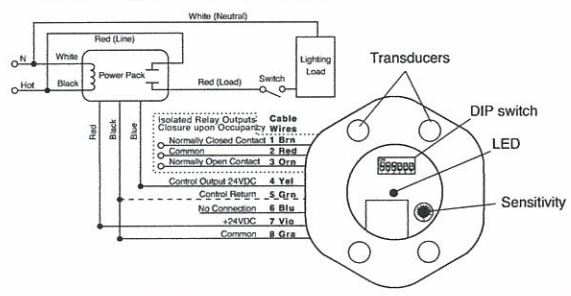 White (Neutral)
Red (Line)
N
White
Power Pack
Hot
Black
Red (Load)
Switch
Lighting
Load
Transducers
DIP switch
LED
Sensitivity
Red
Black
Blue
Isolated Relay Outputs:
Closure upon Occupancy
Cable
Wires
Normally Closed Contact 1 Brn
Common 2 Red
Normally Open Contact 3 Orn
Control Output 24VDC 4 Yel
Control Return 5 Grn
No Connection 6 Blu
+24VDC 7 Vio
Common 8 Gra